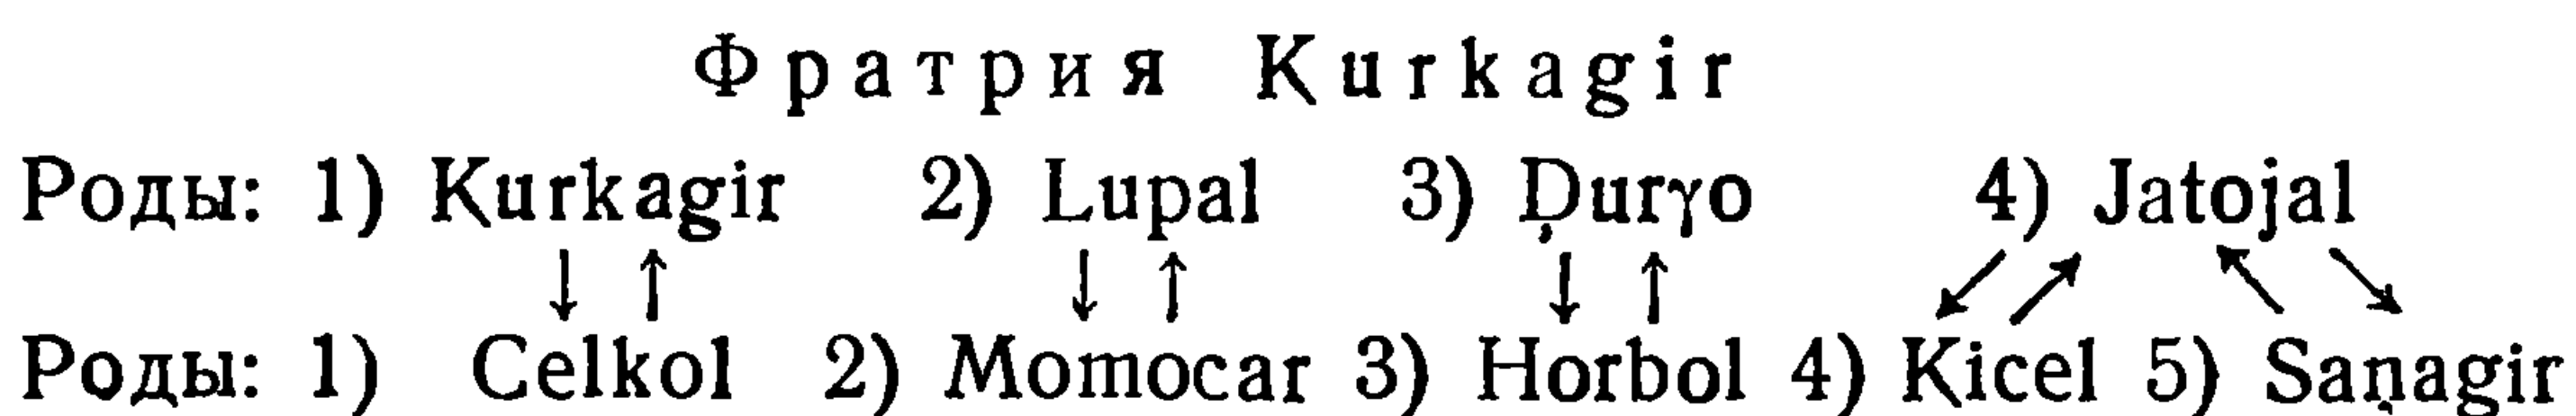 Фратрия Kurkagir
Роды: 1) Kurkagir 2) Lupal 3) Ḍurγo 4) Jatojal
↓ ↑ ↓ ↑ ↓ ↑ ↙ ↗ ↖ ↘
Роды: 1) Celkol 2) Momocar 3) Horbol 4) Kicel 5) Saṇagir